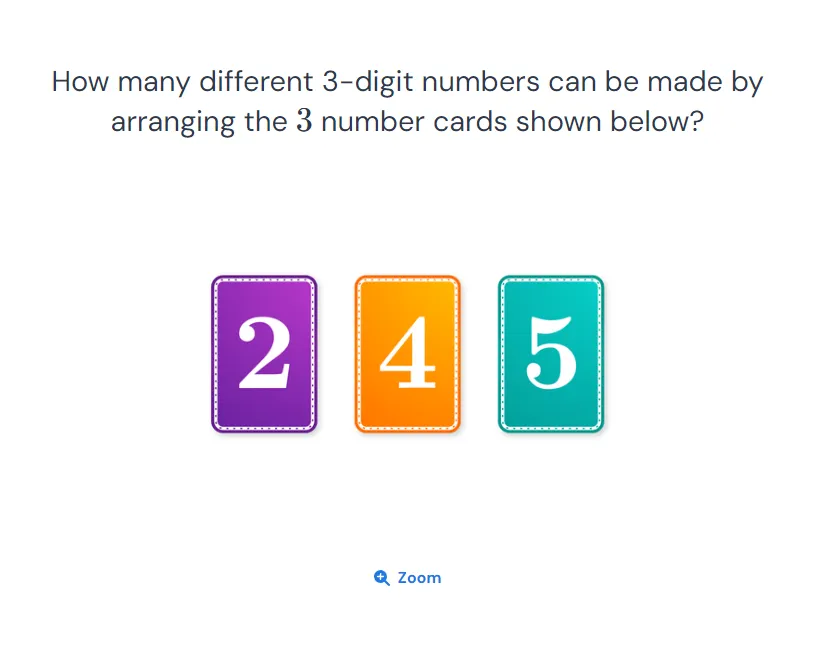 How many different 3-digit numbers can be made by
arranging the 3 number cards shown below?
2 4 5
Zoom